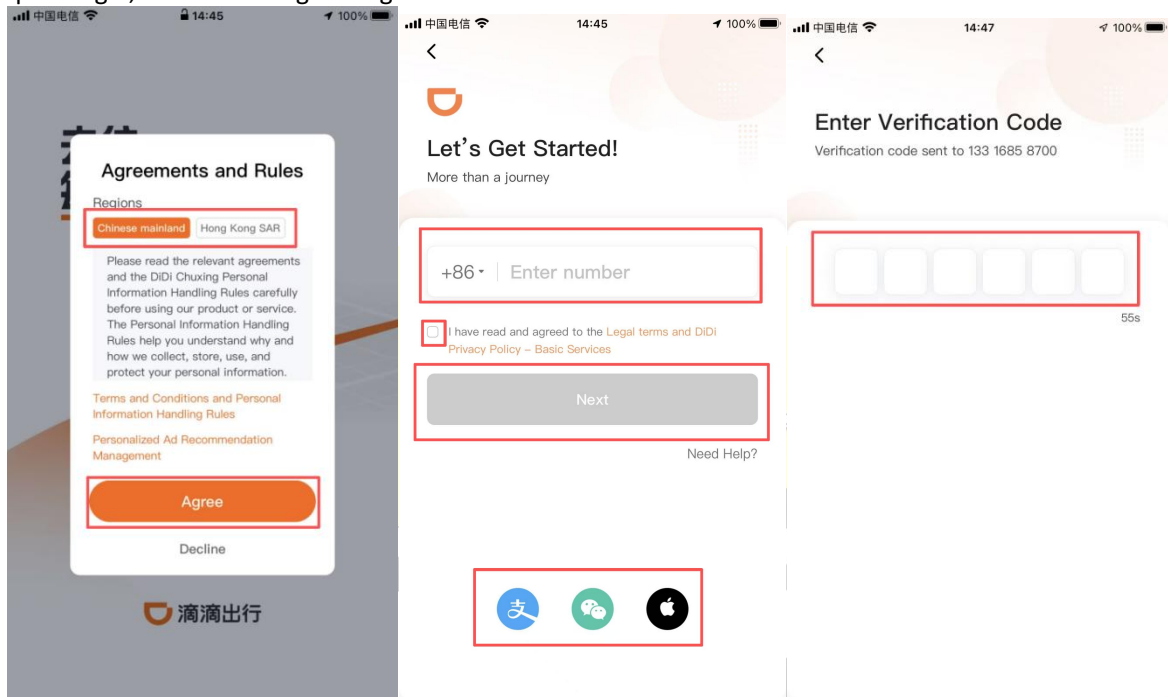 中国电信
14:45
100%
Agreements and Rules
Regions
Chinese mainland
Hong Kong SAR
Please read the relevant agreements
and the DiDi Chuxing Personal
Information Handling Rules carefully
before using our product or service.
The Personal Information Handling
Rules help you understand why and
how we collect, store, use, and
protect your personal information.
Terms and Conditions and Personal
Information Handling Rules
Personalized Ad Recommendation
Management
Agree
Decline
滴滴出行
中国电信
14:45
100%
Let's Get Started!
More than a journey
+86
Enter number
I have read and agreed to the Legal terms and DiDi
Privacy Policy – Basic Services
Next
Need Help?
支
中国电信
14:47
100%
Enter Verification Code
Verification code sent to 133 1685 8700
55s